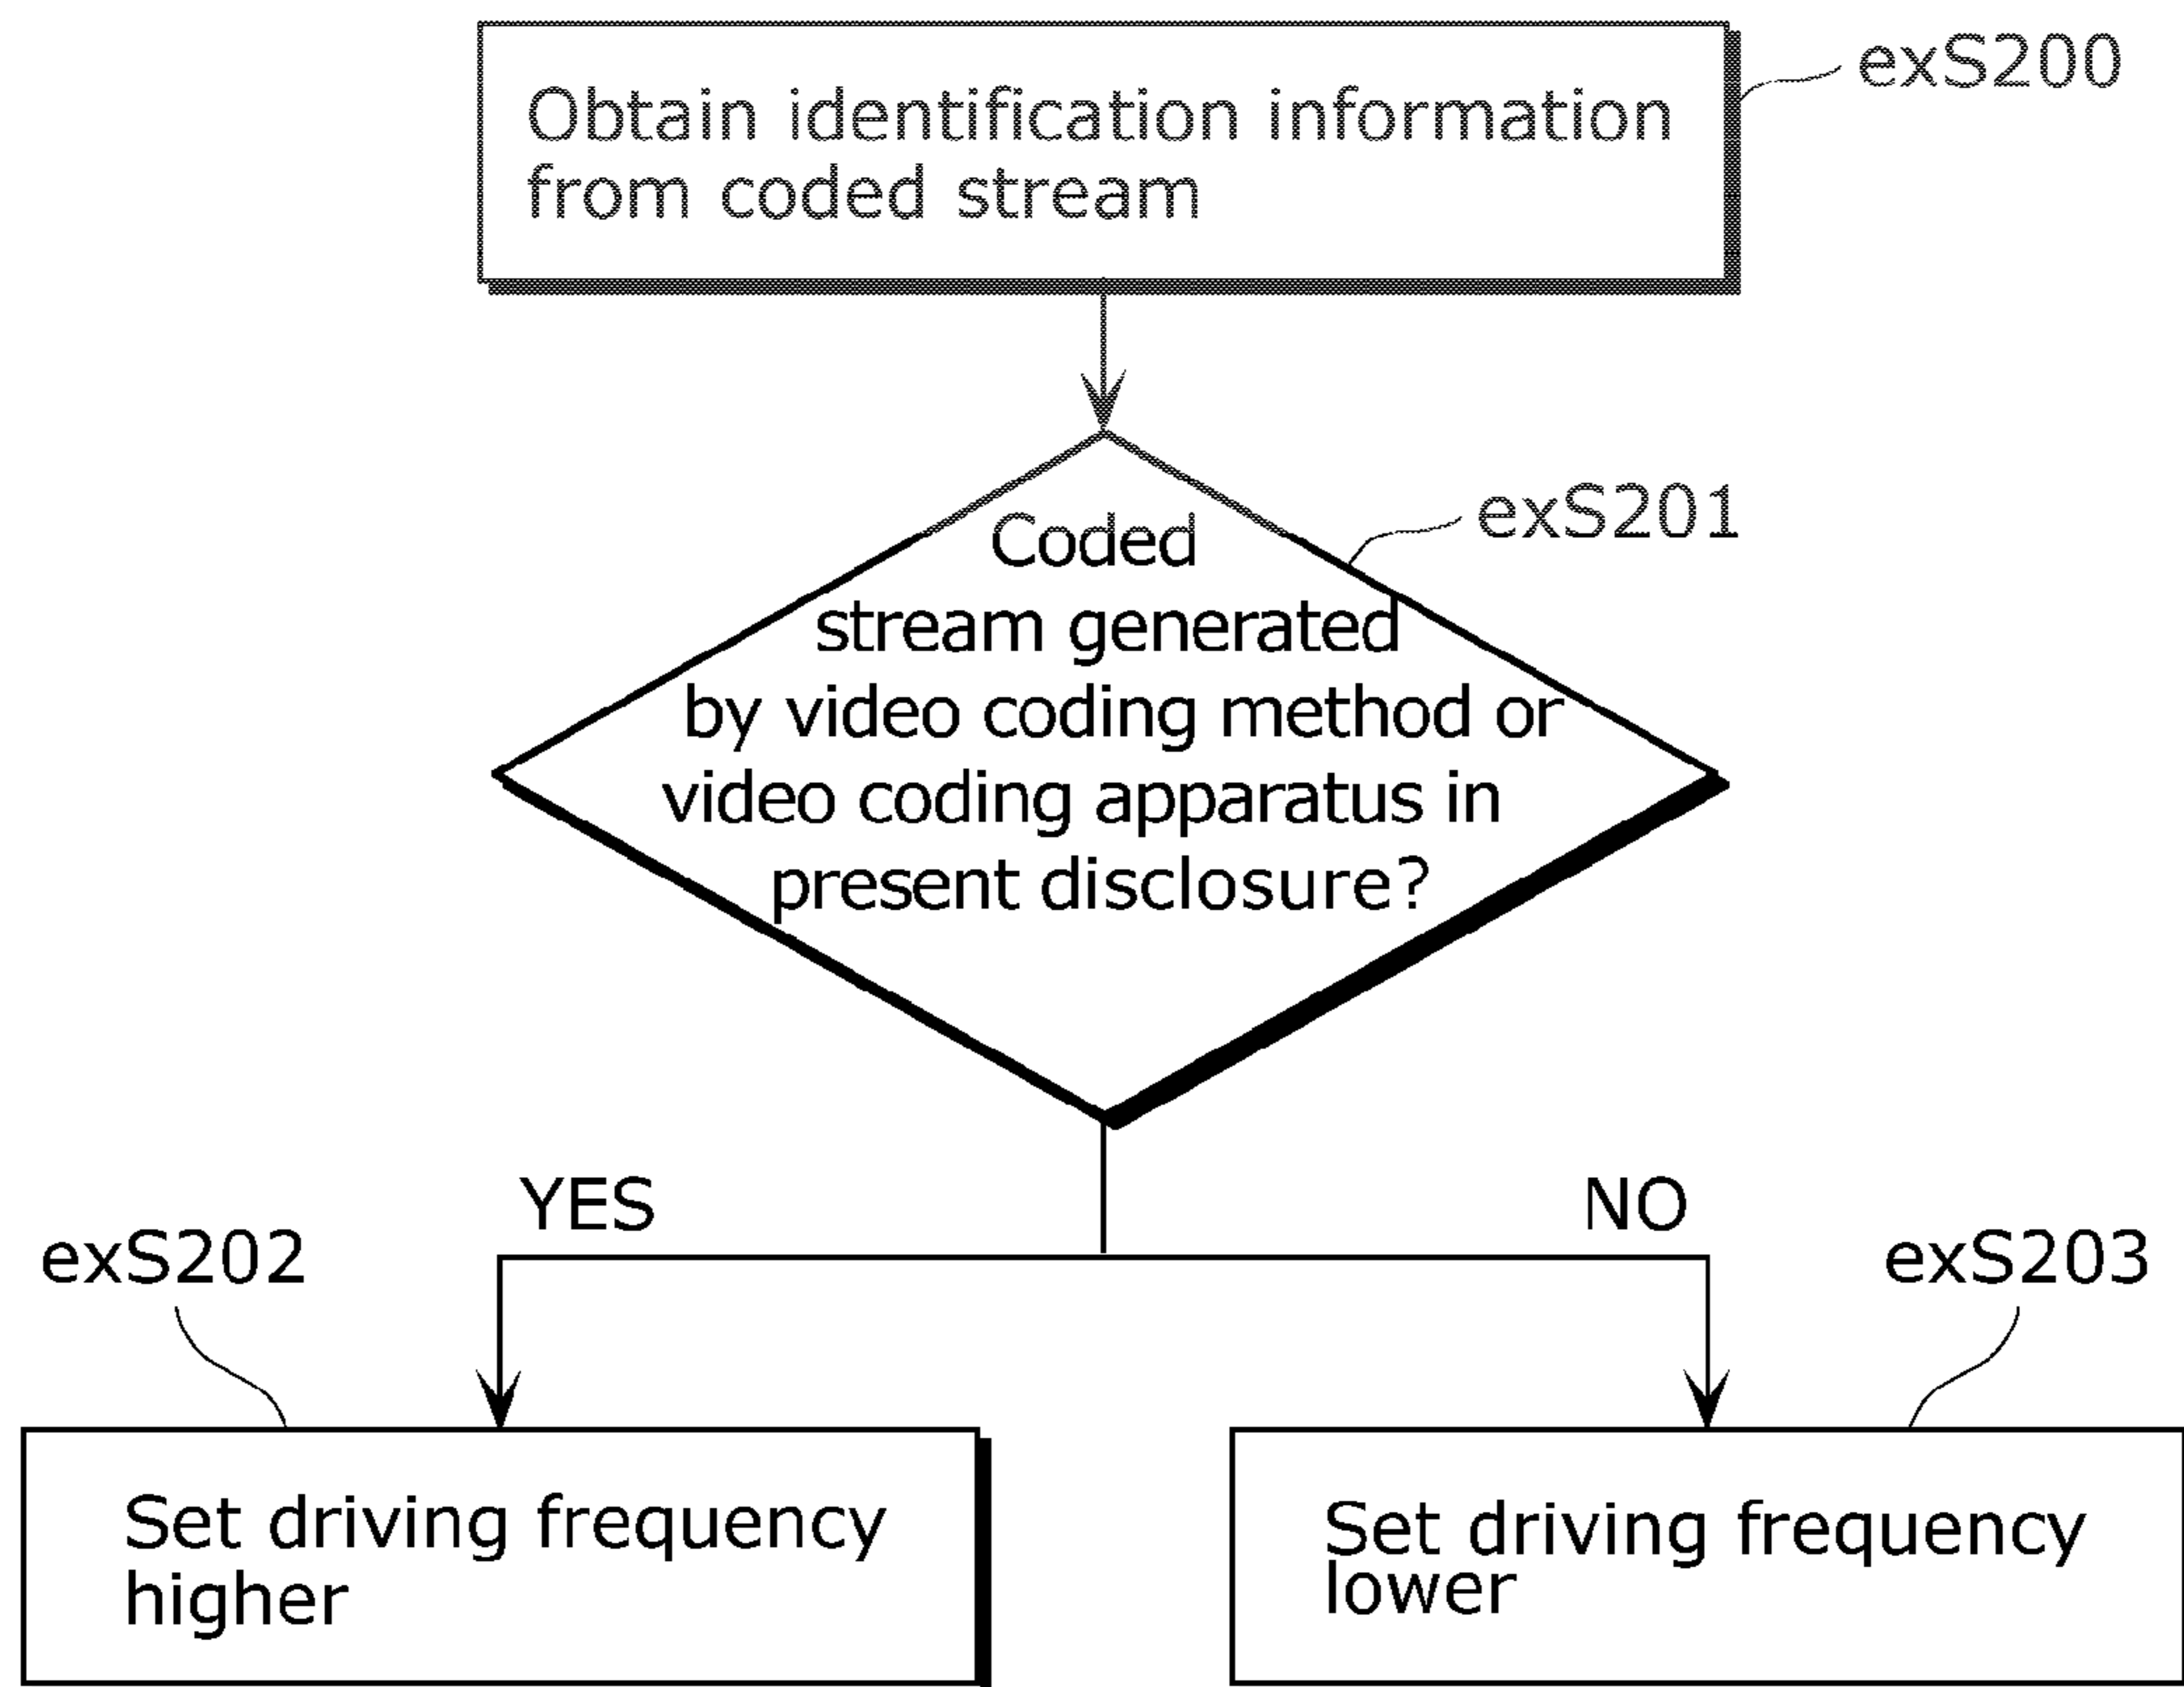 exS200
Obtain identification information
from coded stream
exS201
Coded
stream generated
by video coding method or
video coding apparatus in
present disclosure?
YES
NO
exS202
exS203
Set driving frequency
higher
Set driving frequency
lower